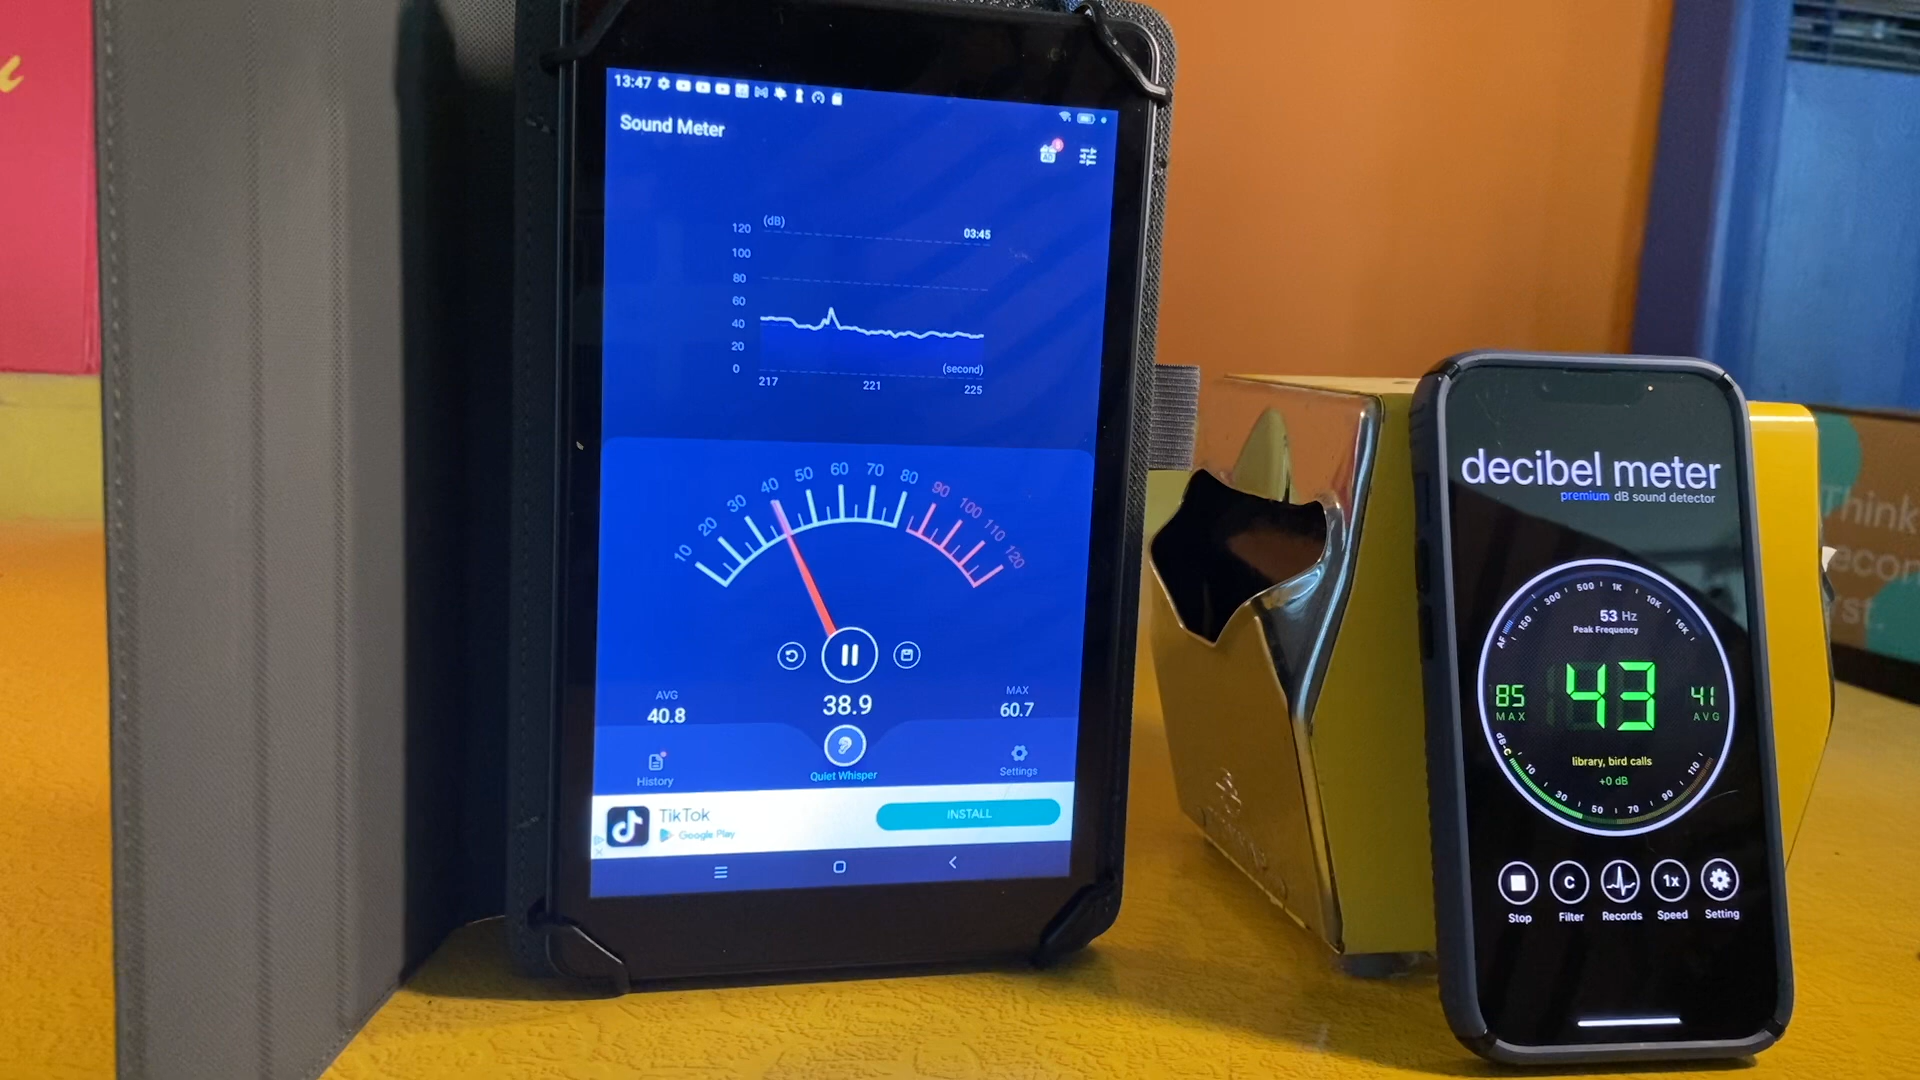 13:47
Sound Meter
AD
(dB)
03:45
120
100
80
60
40
20
0
(second)
217 221 225
10 20 30 40 50 60 70 80 90 100 110 120
AVG
40.8
38.9
MAX
60.7
History
Quiet Whisper
Settings
TikTok
Google Play
INSTALL
decibel meter
premium dB sound detector
AF 150 300 500 1K 10K 16K
53 Hz
Peak Frequency
85
MAX
43
41
AVG
library, bird calls
+0 dB
dB-C 10 30 50 70 90 110
C
1x
Stop Filter Records Speed Setting
Think